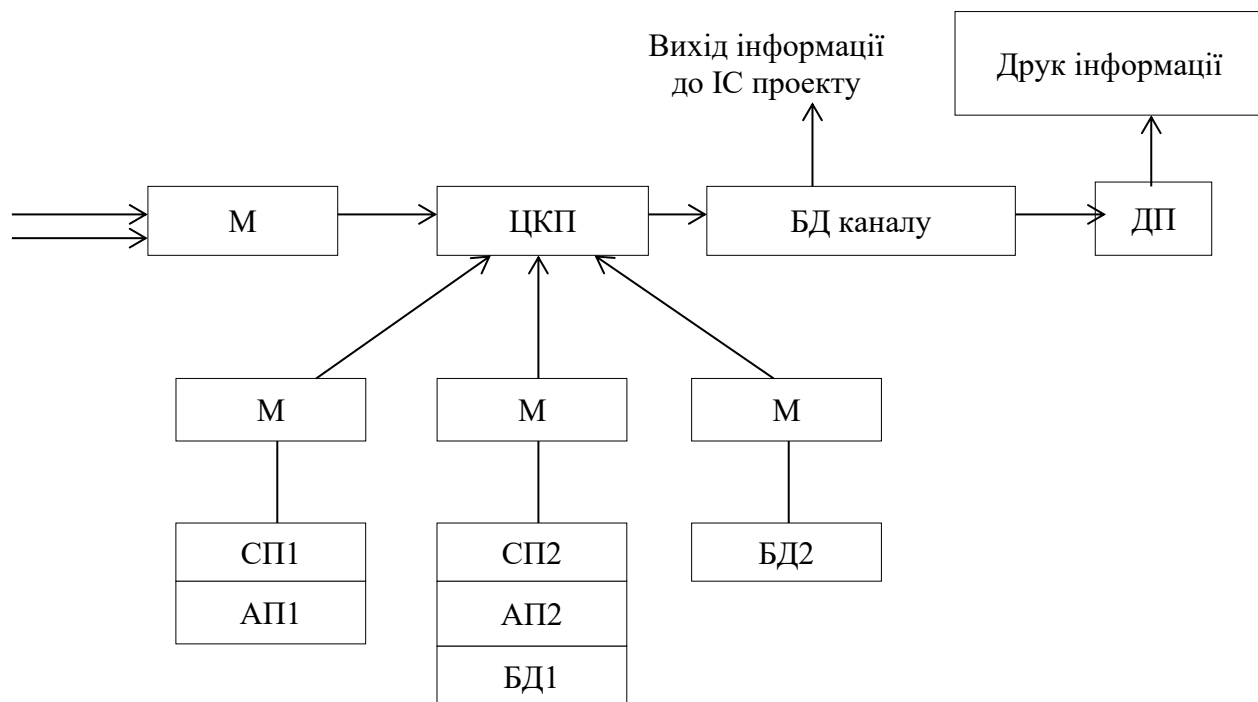 Вихід інформації
до ІС проекту
Друк інформації
М
ЦКП
БД каналу
ДП
М
М
М
СП1
СП2
БД2
АП1
АП2
БД1